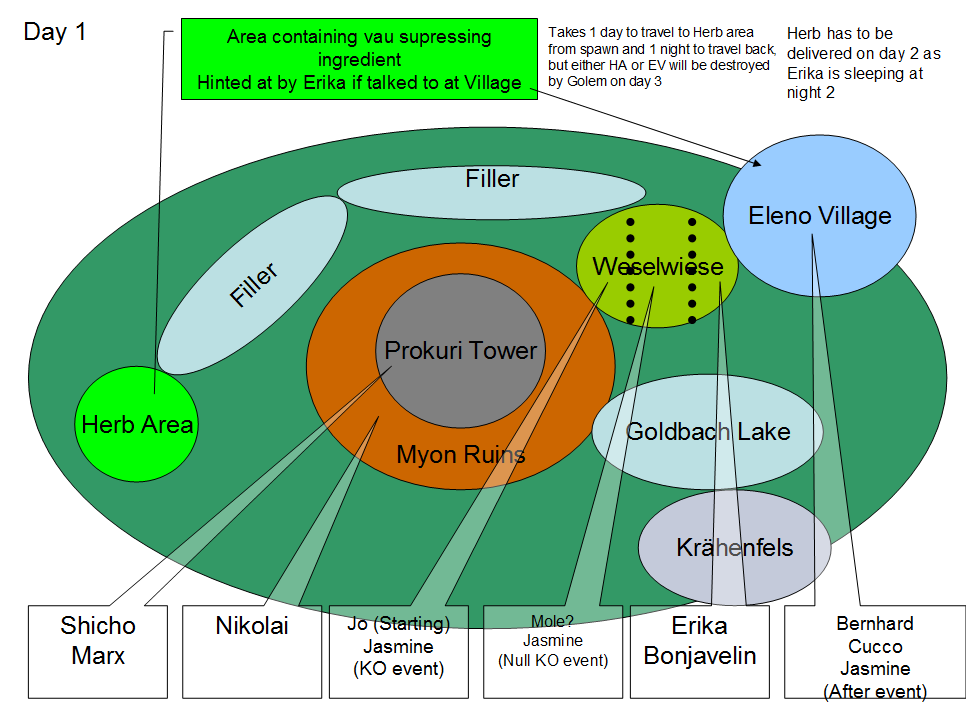 Day 1
Area containing vau supressing
ingredient
Hinted at by Erika if talked to at Village
Takes 1 day to travel to Herb area
from spawn and 1 night to travel back,
but either HA or EV will be destroyed
by Golem on day 3
Herb has to be
delivered on day 2 as
Erika is sleeping at
night 2
Filler
Eleno Village
Filler
Weselwiese
Prokuri Tower
Herb Area
Goldbach Lake
Myon Ruins
Krähenfels
Shicho
Marx
Nikolai
Jo (Starting)
Jasmine
(KO event)
Mole?
Jasmine
(Null KO event)
Erika
Bonjavelin
Bernhard
Cucco
Jasmine
(After event)